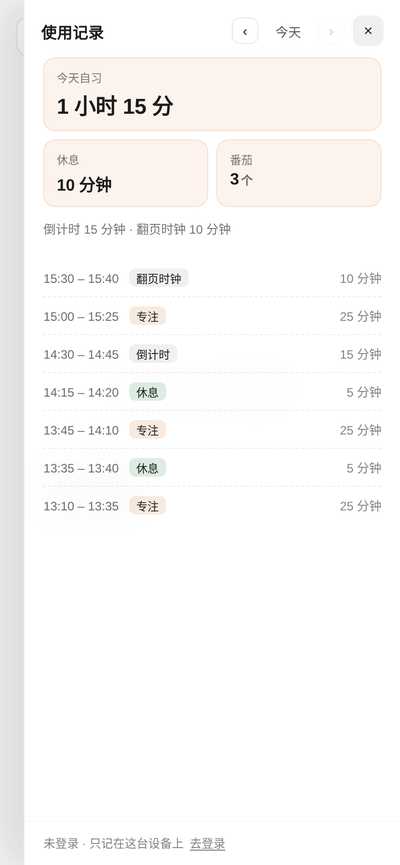 使用记录 ‹ 今天 › ×
今天自习
1 小时 15 分
休息
10 分钟
番茄
3 个
倒计时 15 分钟 · 翻页时钟 10 分钟
15:30 – 15:40 翻页时钟 10 分钟
15:00 – 15:25 专注 25 分钟
14:30 – 14:45 倒计时 15 分钟
14:15 – 14:20 休息 5 分钟
13:45 – 14:10 专注 25 分钟
13:35 – 13:40 休息 5 分钟
13:10 – 13:35 专注 25 分钟
未登录 · 只记在这台设备上 去登录